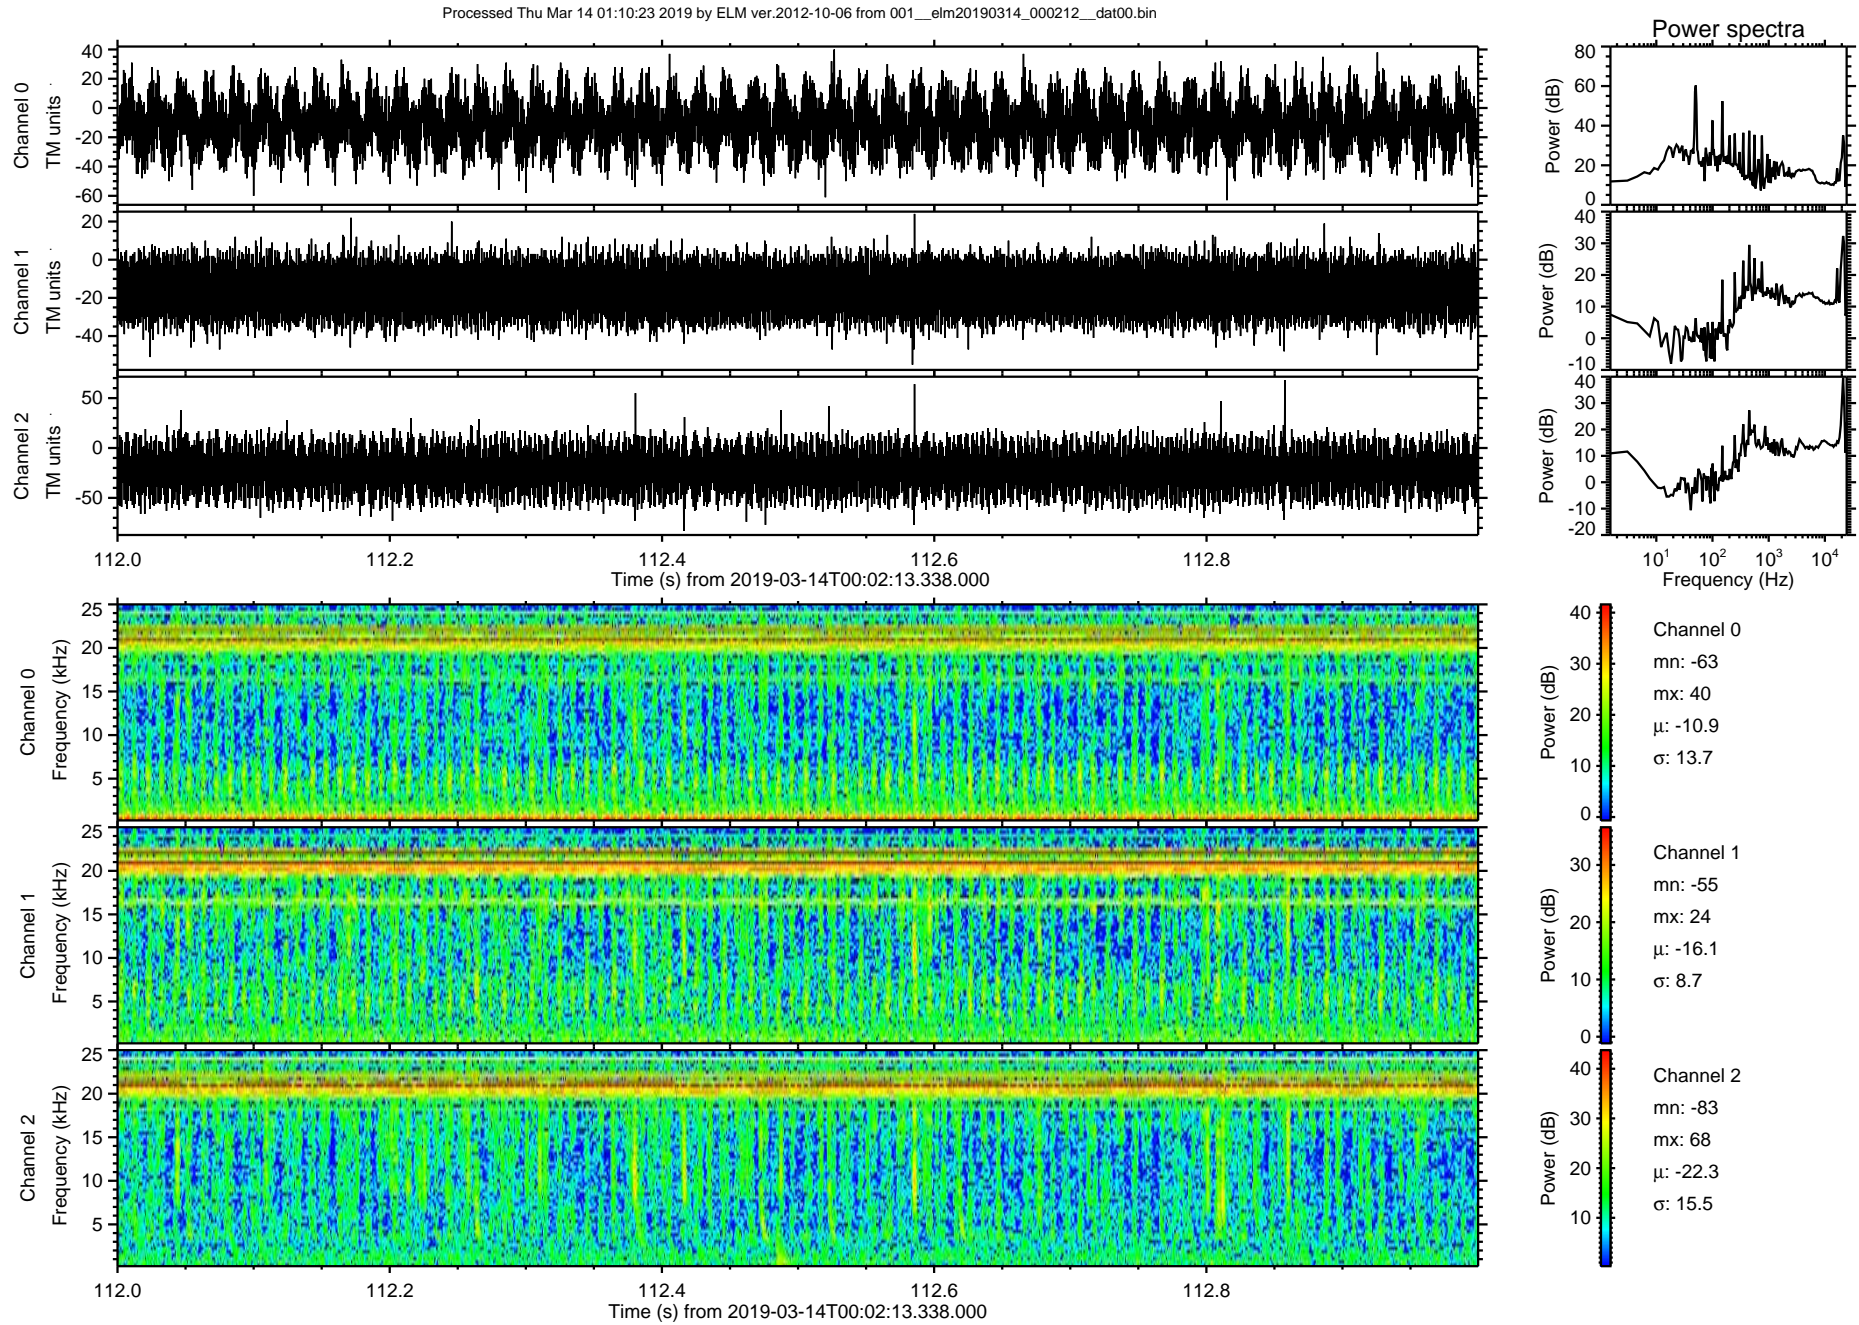 Processed Thu Mar 14 01:10:23 2019 by ELM ver.2012-10-06 from 001__elm20190314_000212__dat00.bin
Power spectra
Channel 0
TM units
40
20
0
-20
-40
-60
Power (dB)
80
60
40
20
0
Channel 1
TM units
20
0
-20
-40
Power (dB)
40
30
20
10
0
-10
Channel 2
TM units
50
0
-50
Power (dB)
40
30
20
10
0
-10
-20
112.0 112.2 112.4 112.6 112.8
Time (s) from 2019-03-14T00:02:13.338.000
10¹ 10² 10³ 10⁴
Frequency (Hz)
Channel 0
Frequency (kHz)
25
20
15
10
5
Power (dB)
40
30
20
10
0
Channel 0
mn: -63
mx: 40
μ: -10.9
σ: 13.7
Channel 1
Frequency (kHz)
25
20
15
10
5
Power (dB)
30
20
10
0
Channel 1
mn: -55
mx: 24
μ: -16.1
σ: 8.7
Channel 2
Frequency (kHz)
25
20
15
10
5
Power (dB)
40
30
20
10
Channel 2
mn: -83
mx: 68
μ: -22.3
σ: 15.5
112.0 112.2 112.4 112.6 112.8
Time (s) from 2019-03-14T00:02:13.338.000